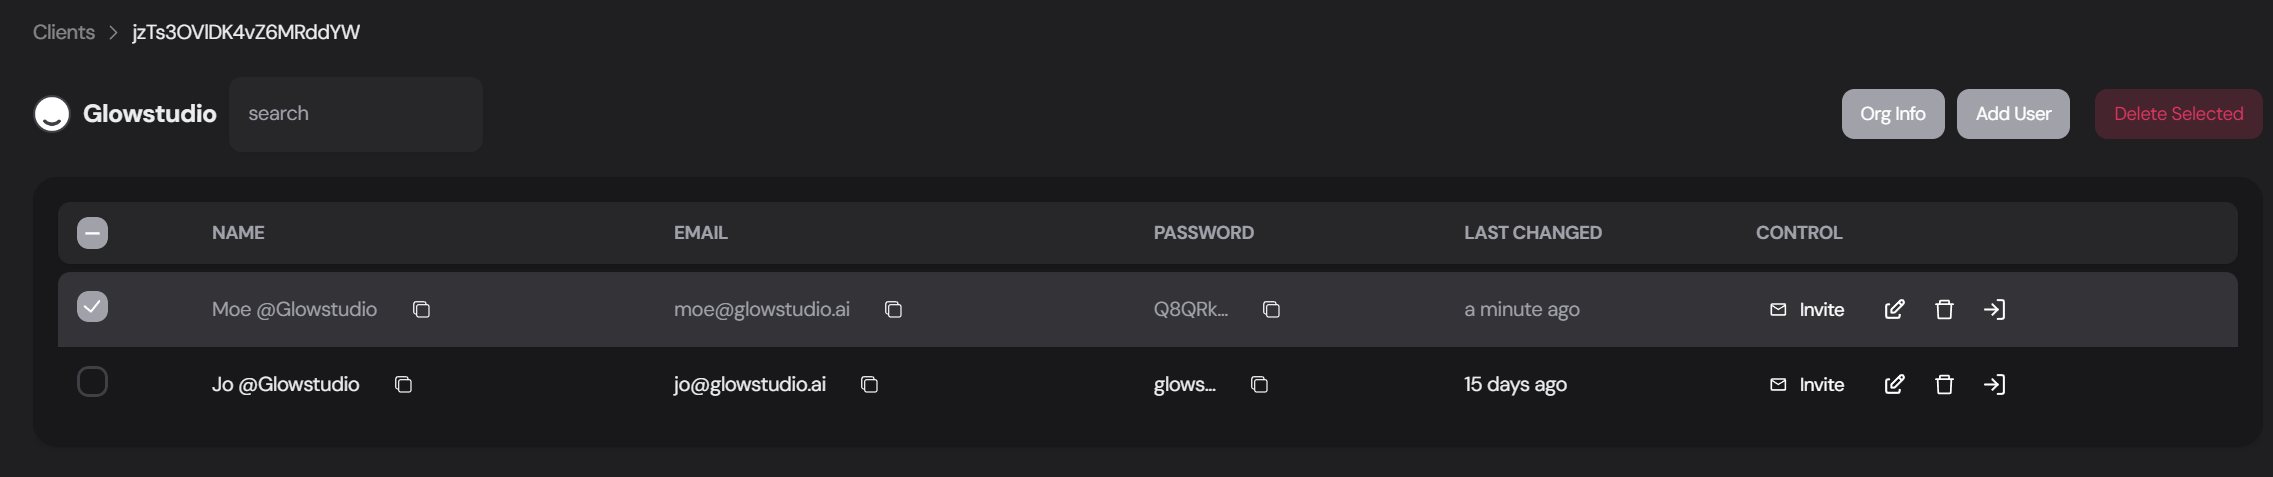 Clients > jzTs3OVlDK4vZ6MRddYW
Glowstudio search Org Info Add User Delete Selected
NAME EMAIL PASSWORD LAST CHANGED CONTROL
Moe @Glowstudio moe@glowstudio.ai Q8QRk... a minute ago Invite
Jo @Glowstudio jo@glowstudio.ai glows... 15 days ago Invite